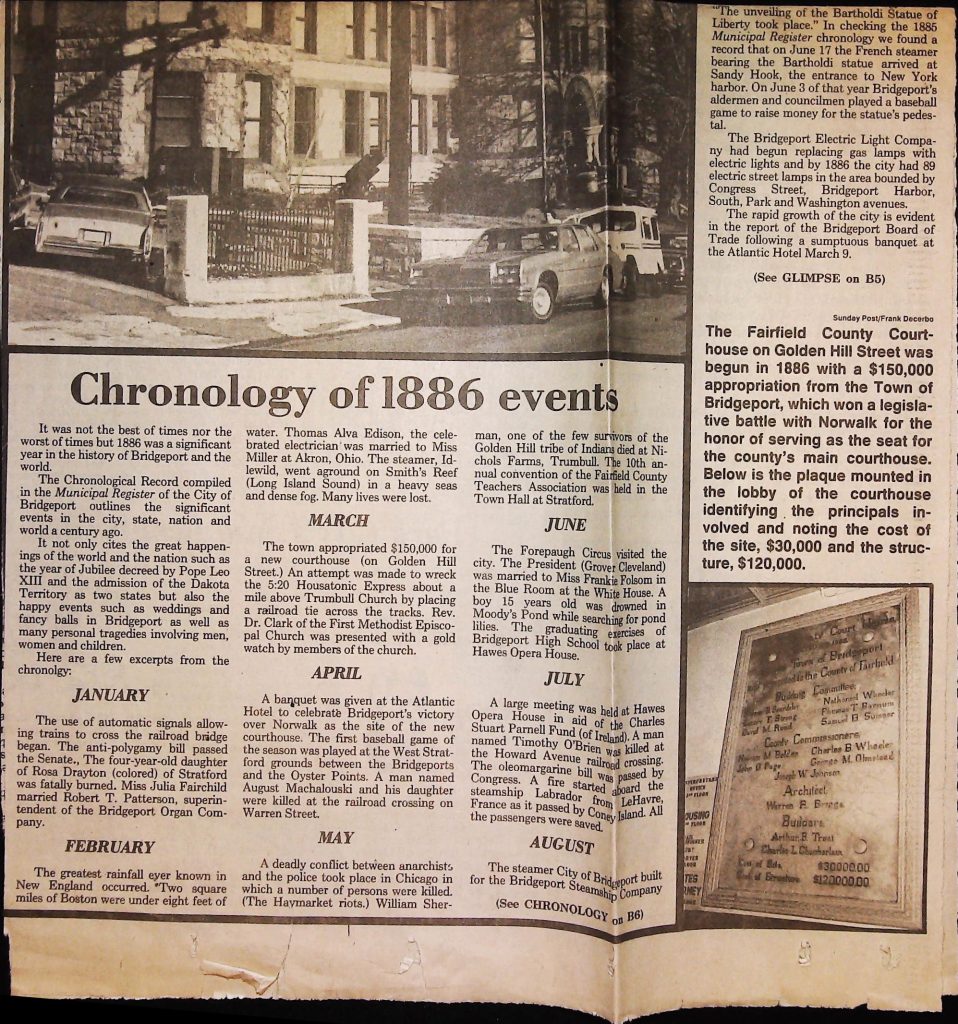 "The unveiling of the Bartholdi Statue of
Liberty took place." In checking the 1885
Municipal Register chronology we found a
record that on June 17 the French steamer
bearing the Bartholdi statue arrived at
Sandy Hook, the entrance to New York
harbor. On June 3 of that year Bridgeport's
aldermen and councilmen played a baseball
game to raise money for the statue's pedes-
tal.
The Bridgeport Electric Light Compa-
ny had begun replacing gas lamps with
electric lights and by 1886 the city had 89
electric street lamps in the area bounded by
Congress Street, Bridgeport Harbor,
South, Park and Washington avenues.
The rapid growth of the city is evident
in the report of the Bridgeport Board of
Trade following a sumptuous banquet at
the Atlantic Hotel March 9.
(See GLIMPSE on B5)
Sunday Post/Frank Decerbo
The Fairfield County Court-
house on Golden Hill Street was
begun in 1886 with a $150,000
appropriation from the Town of
Bridgeport, which won a legisla-
tive battle with Norwalk for the
honor of serving as the seat for
the county's main courthouse.
Below is the plaque mounted in
the lobby of the courthouse
identifying the principals in-
volved and noting the cost of
the site, $30,000 and the struc-
ture, $120,000.
Chronology of 1886 events
It was not the best of times nor the
worst of times but 1886 was a significant
year in the history of Bridgeport and the
world.
The Chronological Record compiled
in the Municipal Register of the City of
Bridgeport outlines the significant
events in the city, state, nation and
world a century ago.
It not only cites the great happen-
ings of the world and the nation such as
the year of Jubilee decreed by Pope Leo
XIII and the admission of the Dakota
Territory as two states but also the
happy events such as weddings and
fancy balls in Bridgeport as well as
many personal tragedies involving men,
women and children.
Here are a few excerpts from the
chronolgy:
JANUARY
The use of automatic signals allow-
ing trains to cross the railroad bridge
began. The anti-polygamy bill passed
the Senate., The four-year-old daughter
of Rosa Drayton (colored) of Stratford
was fatally burned. Miss Julia Fairchild
married Robert T. Patterson, superin-
tendent of the Bridgeport Organ Com-
pany.
FEBRUARY
The greatest rainfall eyer known in
New England occurred. "Two square
miles of Boston were under eight feet of
water. Thomas Alva Edison, the cele-
brated electrician was married to Miss
Miller at Akron, Ohio. The steamer, Id-
lewild, went aground on Smith's Reef
(Long Island Sound) in a heavy seas
and dense fog. Many lives were lost.
MARCH
The town appropriated $150,000 for
a new courthouse (on Golden Hill
Street.) An attempt was made to wreck
the 5:20 Housatonic Express about a
mile above Trumbull Church by placing
a railroad tie across the tracks. Rev.
Dr. Clark of the First Methodist Episco-
pal Church was presented with a gold
watch by members of the church.
APRIL
A banquet was given at the Atlantic
Hotel to celebrate Bridgeport's victory
over Norwalk as the site of the new
courthouse. The first baseball game of
the season was played at the West Strat-
ford grounds between the Bridgeports
and the Oyster Points. A man named
August Machalouski and his daughter
were killed at the railroad crossing on
Warren Street.
MAY
A deadly conflict between anarchists
and the police took place in Chicago in
which a number of persons were killed.
(The Haymarket riots.) William Sher-
man, one of the few survivors of the
Golden Hill tribe of Indians died at Ni-
chols Farms, Trumbull. The 10th an-
nual convention of the Fairfield County
Teachers Association was held in the
Town Hall at Stratford.
JUNE
The Forepaugh Circus visited the
city. The President (Grover Cleveland)
was married to Miss Frankie Folsom in
the Blue Room at the White House. A
boy 15 years old was drowned in
Moody's Pond while searching for pond
lilies. The graduating exercises of
Bridgeport High School took place at
Hawes Opera House.
JULY
A large meeting was held at Hawes
Opera House in aid of the Charles
Stuart Parnell Fund (of Ireland). A man
named Timothy O'Brien was killed at
the Howard Avenue railroad crossing.
The oleomargarine bill was passed by
Congress. A fire started aboard the
steamship Labrador from LeHavre,
France as it passed by Coney Island. All
the passengers were saved.
AUGUST
The steamer City of Bridgeport built
for the Bridgeport Steamship Company
(See CHRONOLOGY on B6)
Town of Bridgeport
to the County of Fairfield
Building Committee
Nathaniel Wheeler
County Commissioners
Charles B Wheeler
George M. Olmstead
Joseph W. Johnson
Architect
Warren R. Briggs
Builders
Arthur B Trent
Charles L Chamberlain
Cost of Site, $30000.00
Cost of Structure $120000.00